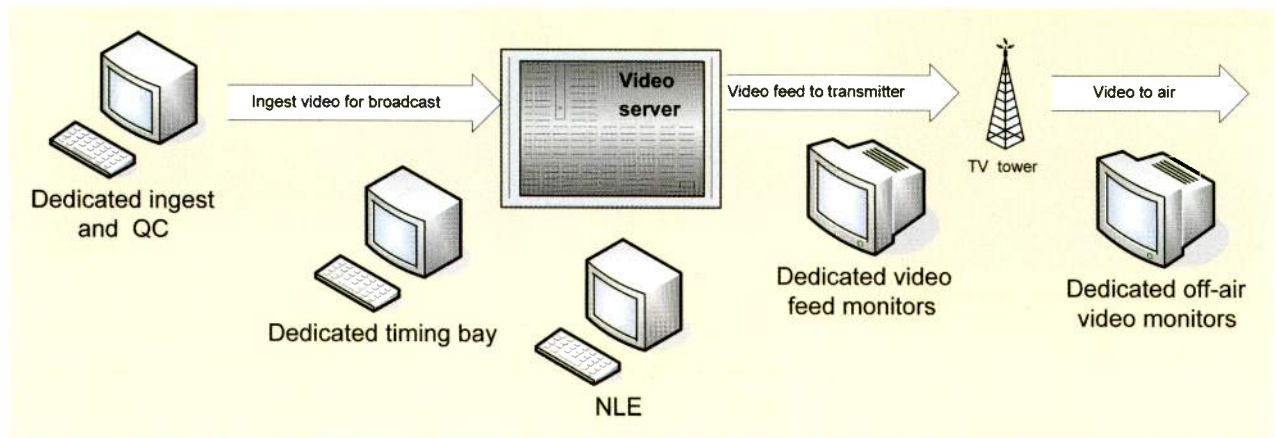 Dedicated ingest
and QC
Ingest video for broadcast
Dedicated timing bay
Video
server
NLE
Video feed to transmitter
Dedicated video
feed monitors
TV tower
Video to air
Dedicated off-air
video monitors